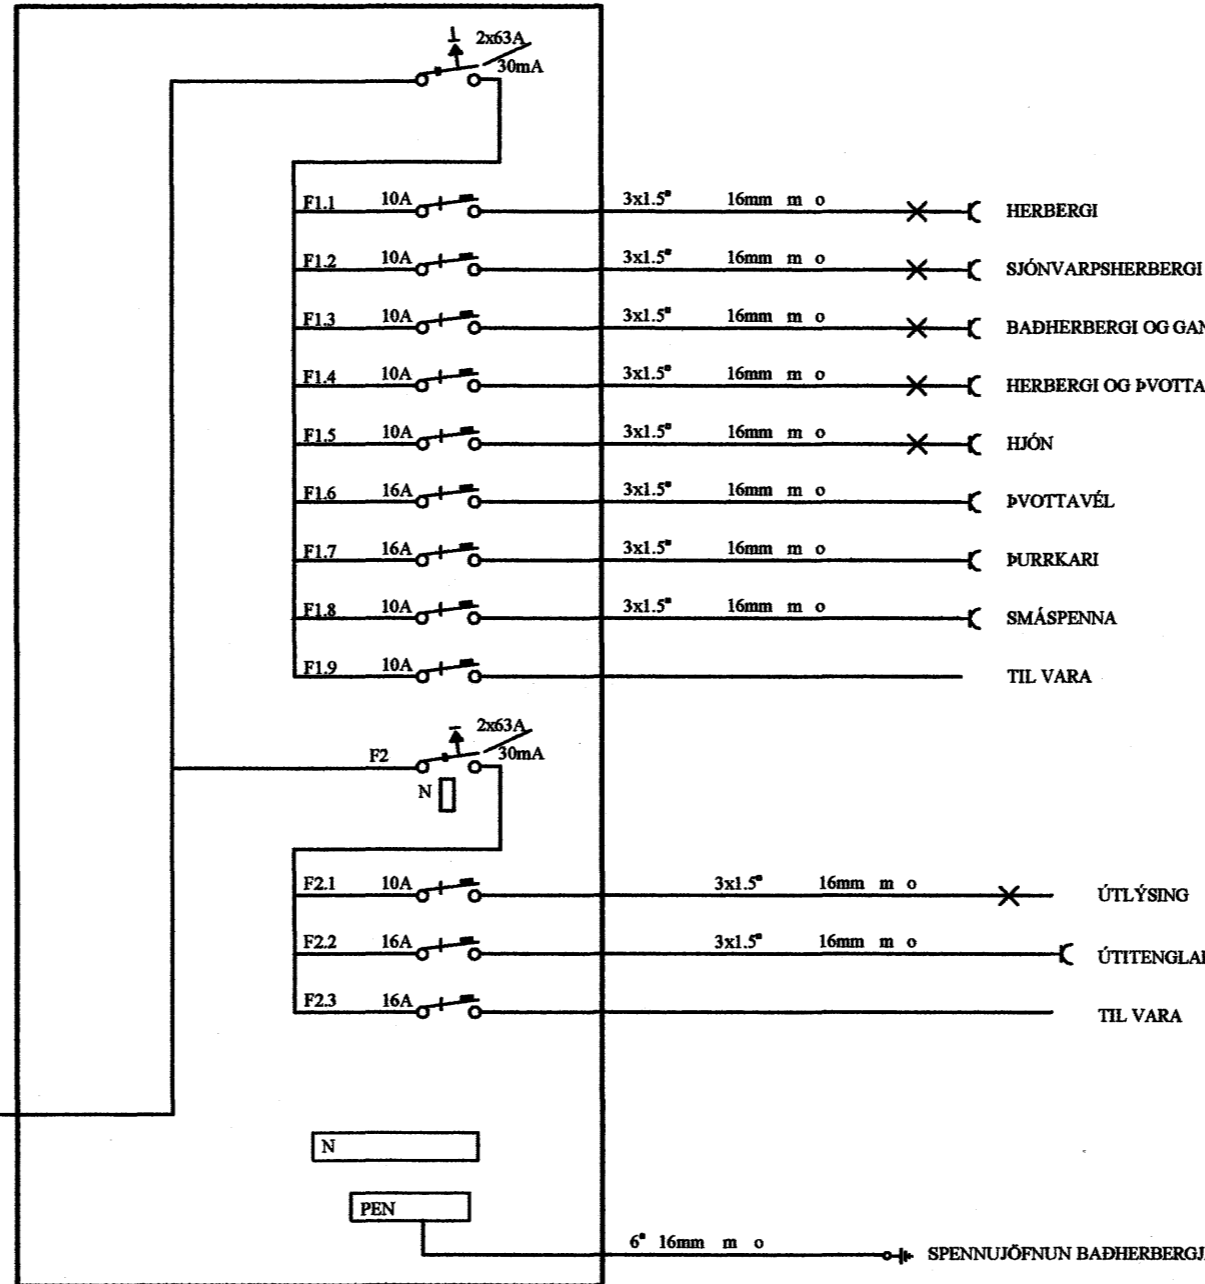 2x63A
30mA
F1.1 10A 3x1.5▪ 16mm m o HERBERGI
F1.2 10A 3x1.5▪ 16mm m o SJÓNVARPSHERBERGI
F1.3 10A 3x1.5▪ 16mm m o BAÐHERBERGI OG GAN
F1.4 10A 3x1.5▪ 16mm m o HERBERGI OG ÞVOTTA
F1.5 10A 3x1.5▪ 16mm m o HJÓN
F1.6 16A 3x1.5▪ 16mm m o ÞVOTTAVÉL
F1.7 16A 3x1.5▪ 16mm m o ÞURRKARI
F1.8 10A 3x1.5▪ 16mm m o SMÁSPENNA
F1.9 10A TIL VARA
2x63A
F2 30mA
N
F2.1 10A 3x1.5▪ 16mm m o ÚTLÝSING
F2.2 16A 3x1.5▪ 16mm m o ÚTITENGLA
F2.3 16A TIL VARA
N
PEN
6▪ 16mm m o SPENNUJÖFNUN BAÐHERBERGJ